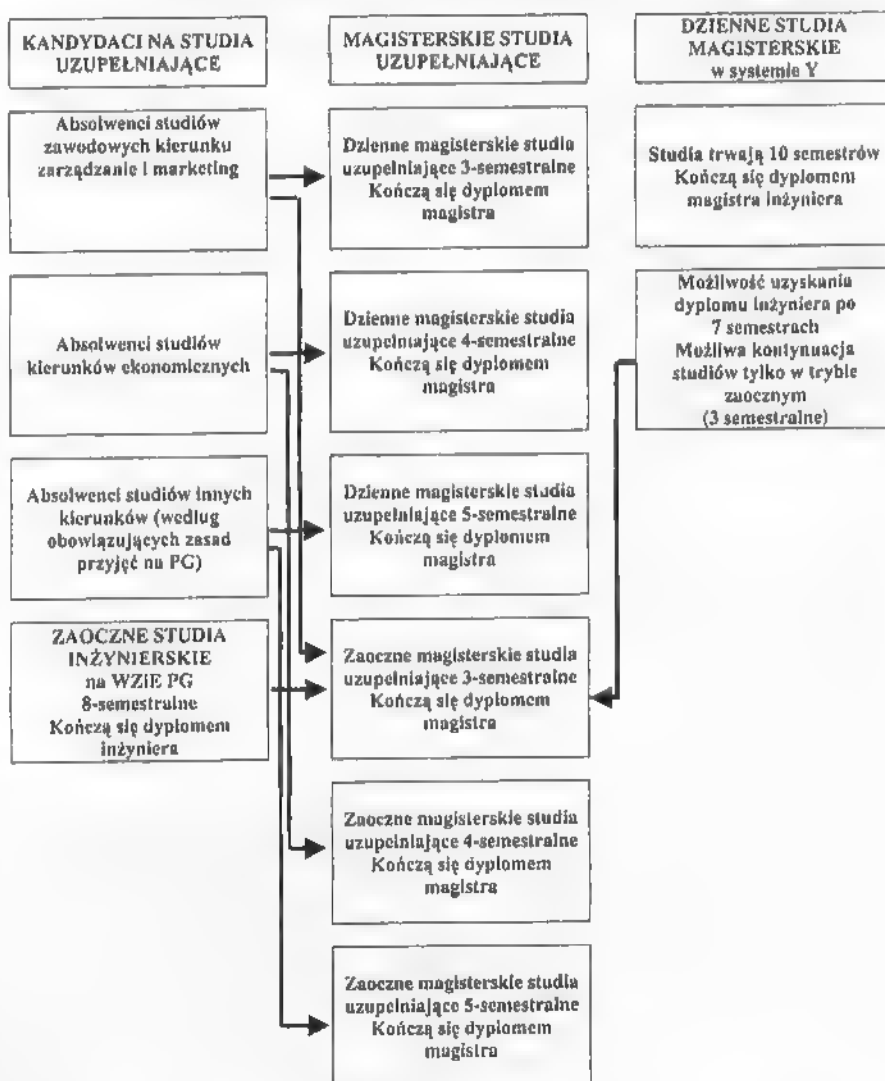 KANDYDACI NA STUDIA
UZUPEŁNIAJĄCE
Absolwenci studiów
zawodowych kierunku
zarządzanie i marketing
Absolwenci studiów
kierunków ekonomicznych
Absolwenci studiów innych
kierunków (według
obowiązujących zasad
przyjęć na PG)
ZAOCZNE STUDIA
INŻYNIERSKIE
na WZiE PG
8-semestralne
Kończą się dyplomem
inżyniera
MAGISTERSKIE STUDIA
UZUPEŁNIAJĄCE
Dzienne magisterskie studia
uzupełniające 3-semestralne
Kończą się dyplomem
magistra
Dzienne magisterskie studia
uzupełniające 4-semestralne
Kończą się dyplomem
magistra
Dzienne magisterskie studia
uzupełniające 5-semestralne
Kończą się dyplomem
magistra
Zaoczne magisterskie studia
uzupełniające 3-semestralne
Kończą się dyplomem
magistra
Zaoczne magisterskie studia
uzupełniające 4-semestralne
Kończą się dyplomem
magistra
Zaoczne magisterskie studia
uzupełniające 5-semestralne
Kończą się dyplomem
magistra
DZIENNE STUDIA
MAGISTERSKIE
w systemie Y
Studia trwają 10 semestrów
Kończą się dyplomem
magistra inżyniera
Możliwość uzyskania
dyplomu inżyniera po
7 semestrach
Możliwa kontynuacja
studiów tylko w trybie
zaocznym
(3 semestralne)